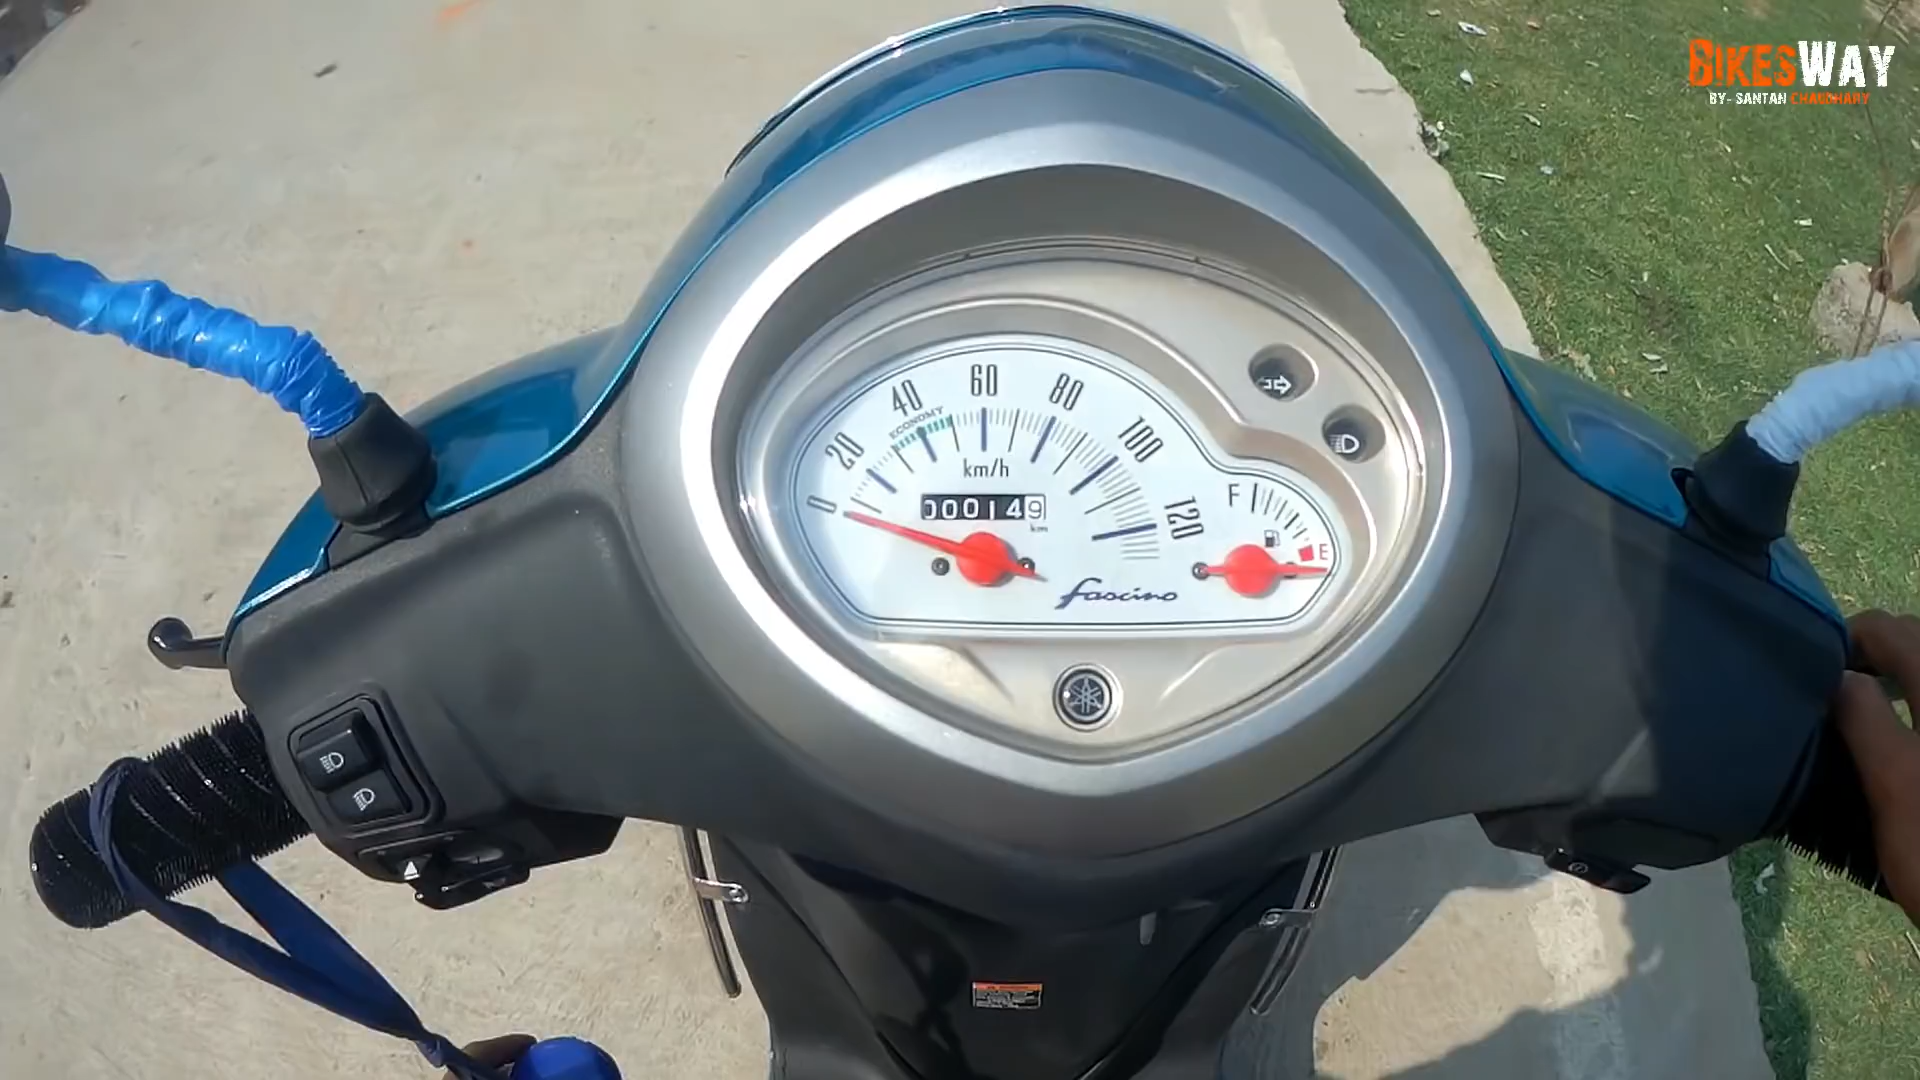 BIKESWAY
BY- SANTAN CHAUDHARY
0
20
40
60
80
100
120
ECONOMY
km/h
000149
km
F
E
fascino